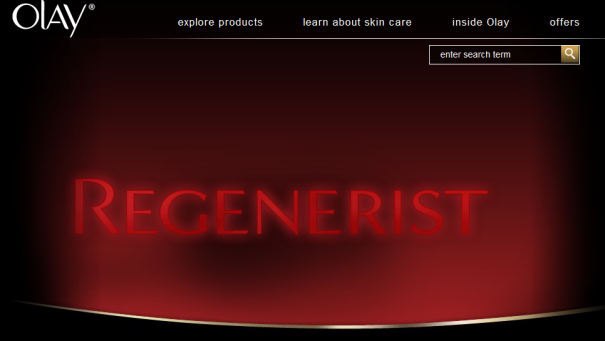 OLAY®
explore products learn about skin care inside Olay offers
enter search term
REGENERIST